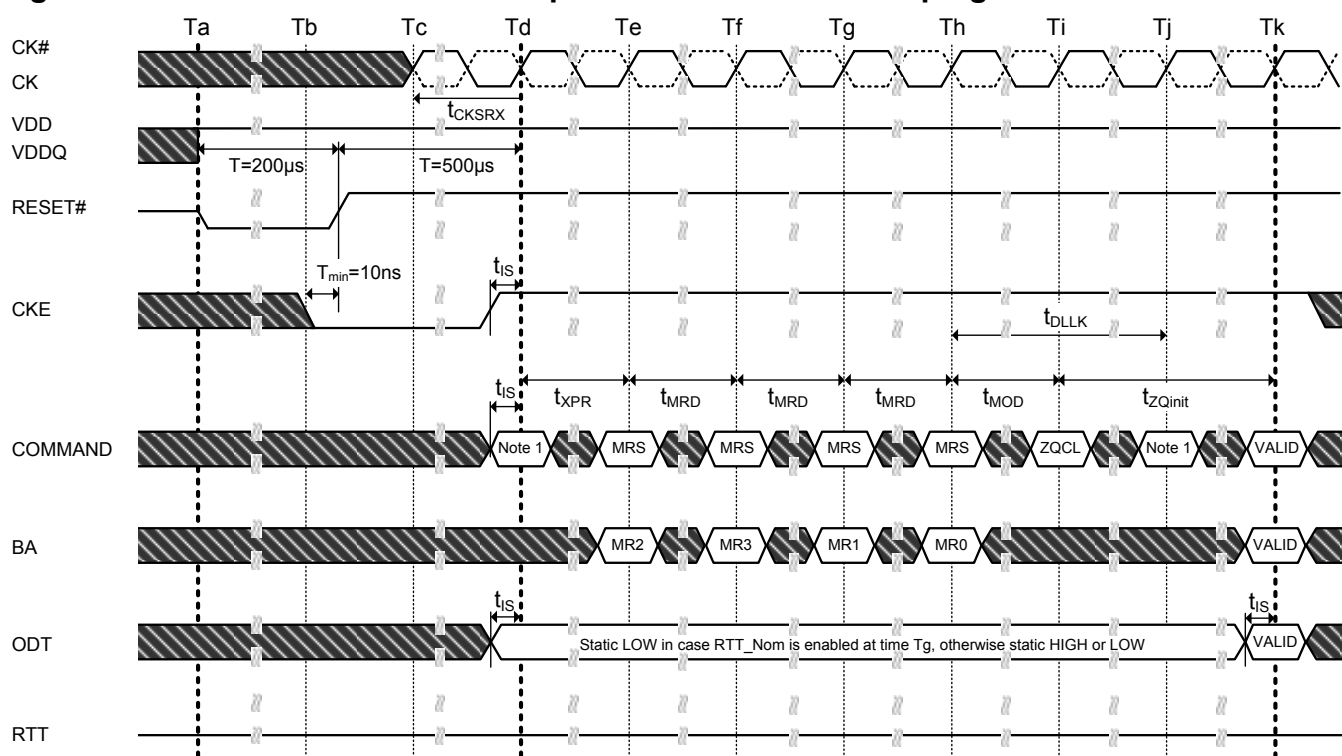 Ta Tb Tc Td Te Tf Tg Th Ti Tj Tk
CK#
CK
tCKSRX
VDD
VDDQ
T=200µs T=500µs
RESET#
Tmin=10ns tIS
CKE
tDLLK
tIS tXPR tMRD tMRD tMRD tMOD tZQinit
COMMAND Note 1 MRS MRS MRS MRS ZQCL Note 1 VALID
BA MR2 MR3 MR1 MR0 VALID
tIS tIS
ODT Static LOW in case RTT_Nom is enabled at time Tg, otherwise static HIGH or LOW VALID
RTT